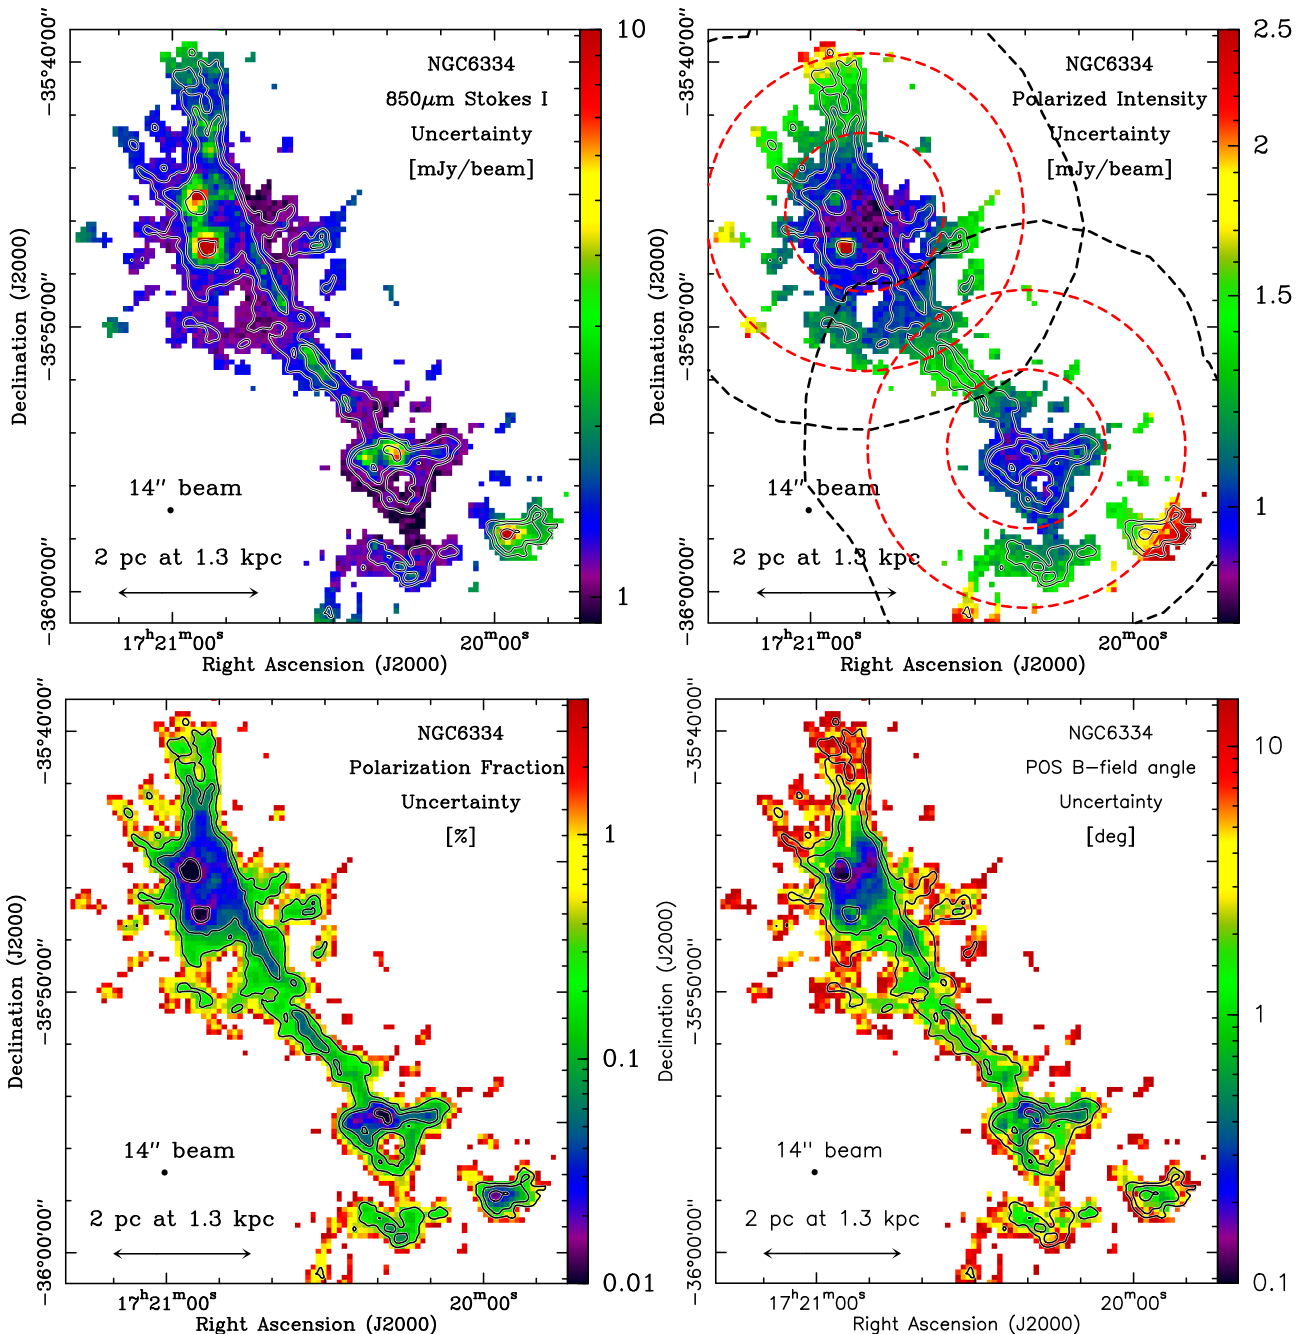 NGC6334
850μm Stokes I
Uncertainty
[mJy/beam]
14″ beam
2 pc at 1.3 kpc
−35°40′00″
−35°50′00″
−36°00′00″
Declination (J2000)
17ʰ21ᵐ00ˢ
20ᵐ00ˢ
Right Ascension (J2000)
10
1
NGC6334
Polarized Intensity
Uncertainty
[mJy/beam]
14″ beam
2 pc at 1.3 kpc
−35°40′00″
−35°50′00″
−36°00′00″
Declination (J2000)
17ʰ21ᵐ00ˢ
20ᵐ00ˢ
Right Ascension (J2000)
2.5
2
1.5
1
NGC6334
Polarization Fraction
Uncertainty
[%]
14″ beam
2 pc at 1.3 kpc
−35°40′00″
−35°50′00″
−36°00′00″
Declination (J2000)
17ʰ21ᵐ00ˢ
20ᵐ00ˢ
Right Ascension (J2000)
1
0.1
0.01
NGC6334
POS B−field angle
Uncertainty
[deg]
14″ beam
2 pc at 1.3 kpc
−35°40′00″
−35°50′00″
−36°00′00″
Declination (J2000)
17ʰ21ᵐ00ˢ
20ᵐ00ˢ
Right Ascension (J2000)
10
1
0.1